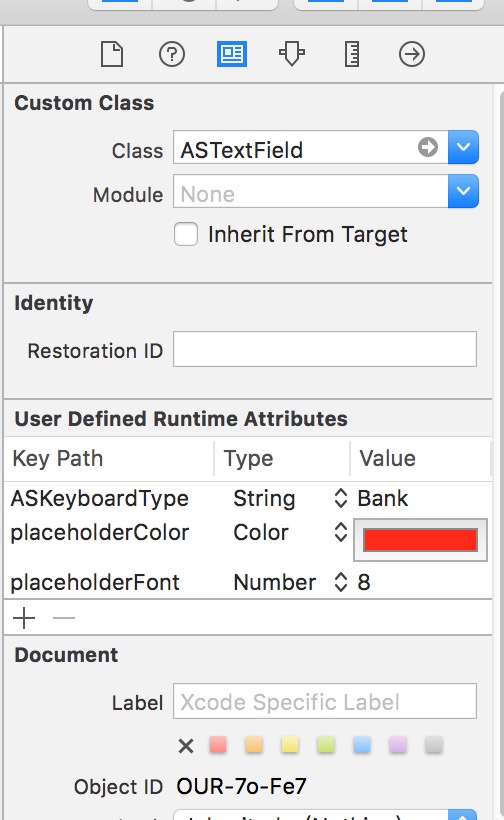 Custom Class
Class ASTextField
Module None
Inherit From Target
Identity
Restoration ID
User Defined Runtime Attributes
Key Path Type Value
ASKeyboardType String Bank
placeholderColor Color
placeholderFont Number 8
Document
Label Xcode Specific Label
Object ID OUR-7o-Fe7